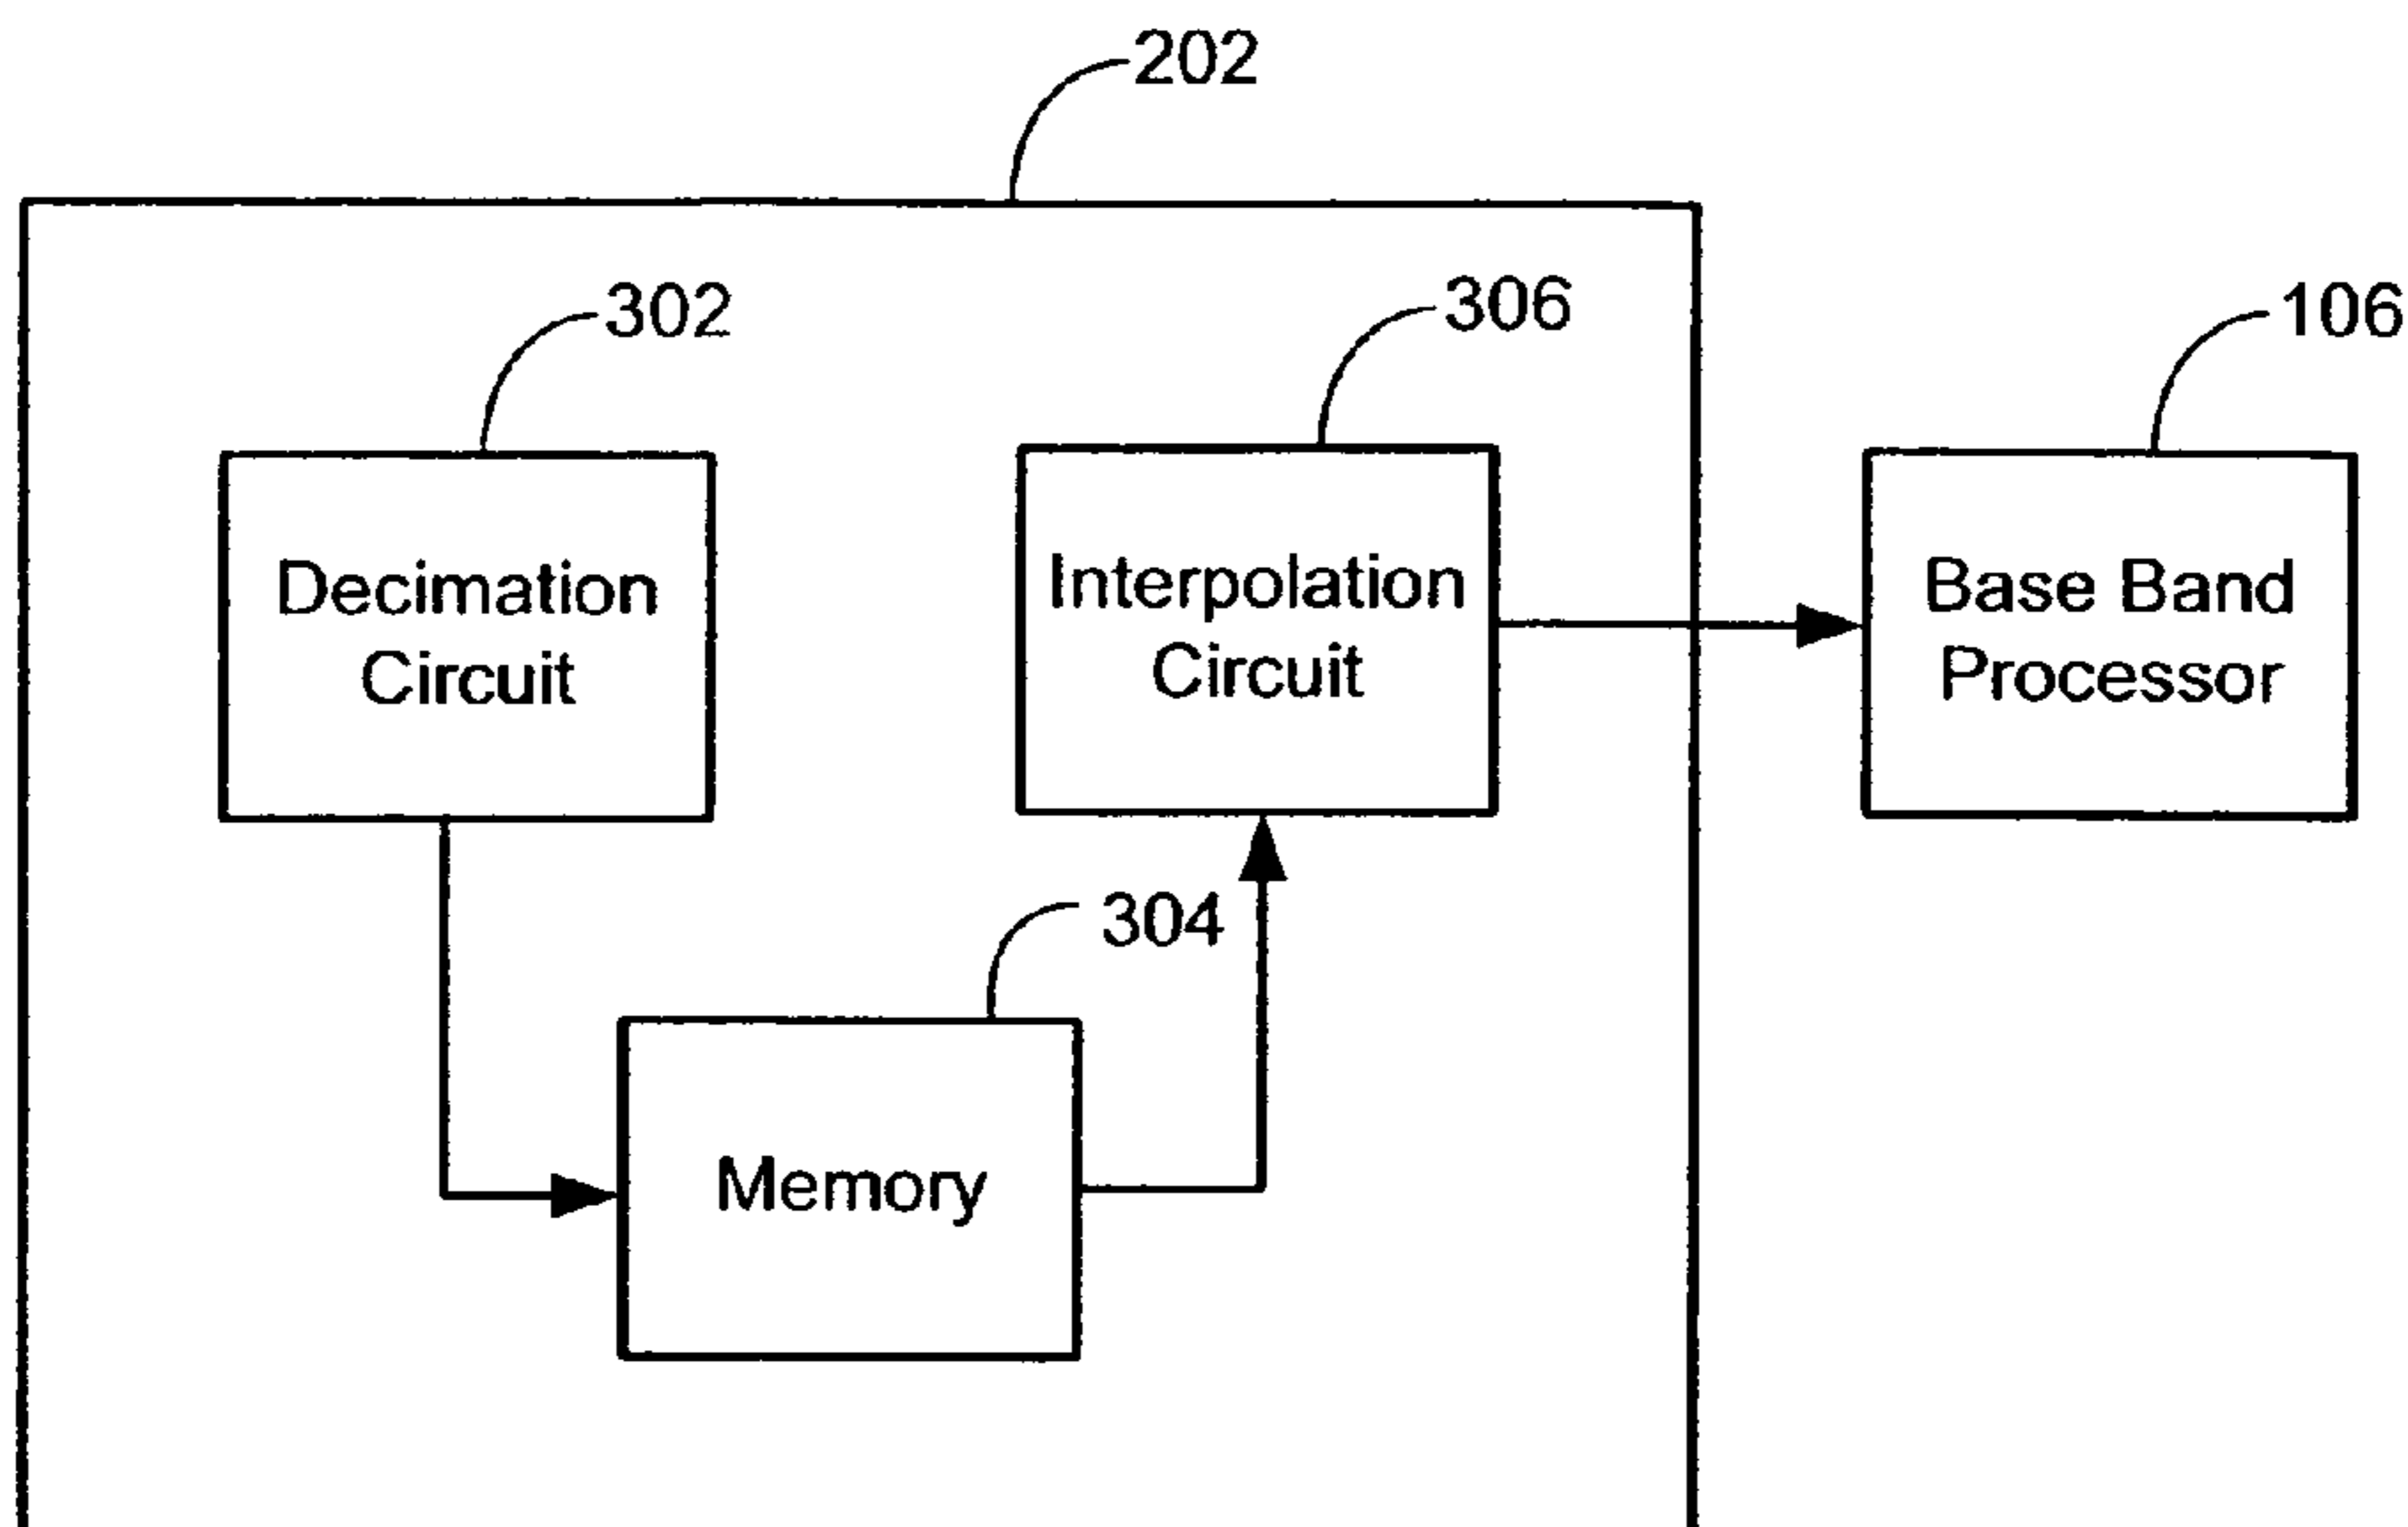 202
302
306
106
Decimation
Circuit
Interpolation
Circuit
Base Band
Processor
304
Memory